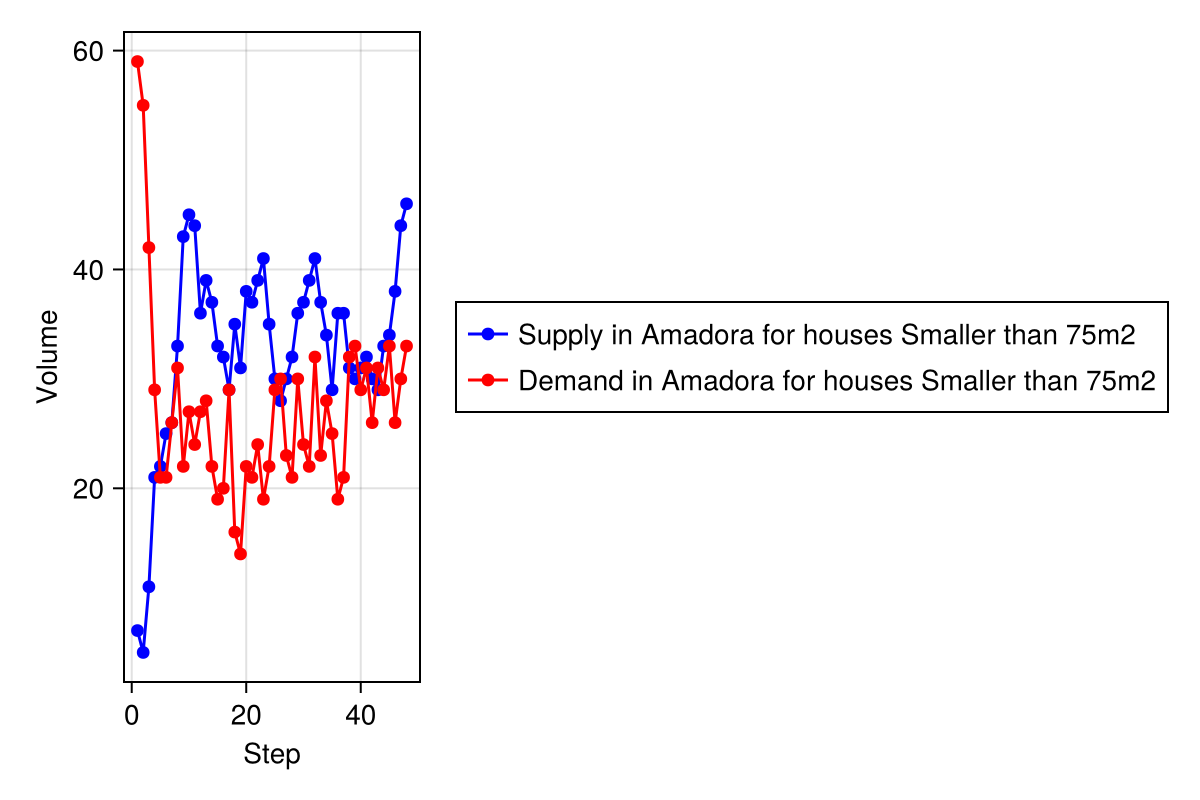 60
40
20
Volume
0 20 40
Step
Supply in Amadora for houses Smaller than 75m2
Demand in Amadora for houses Smaller than 75m2